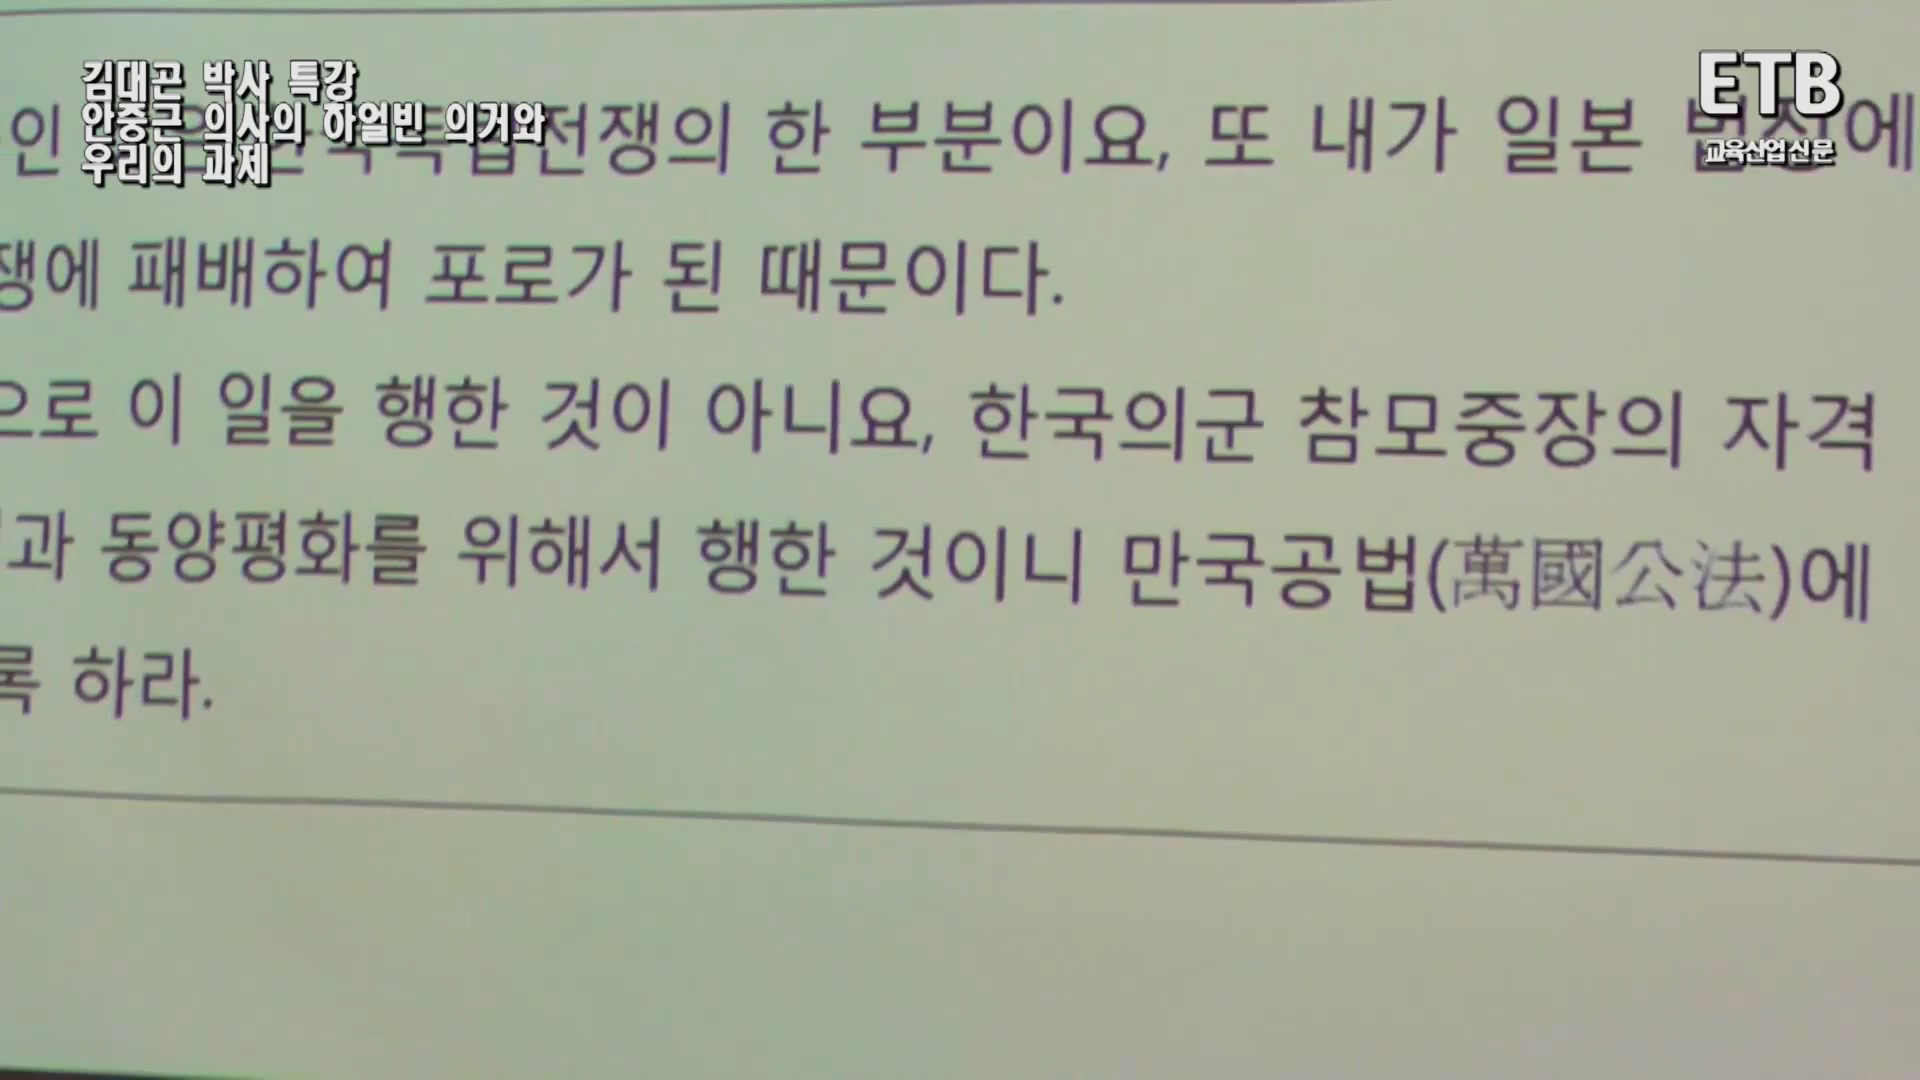 김대곤 박사 특강
안중근 의사의 하얼빈 의거와
우리의 과제
ETB
교육산업신문
인 한국독립전쟁의 한 부분이요, 또 내가 일본 법정에
쟁에 패배하여 포로가 된 때문이다.
으로 이 일을 행한 것이 아니요, 한국의군 참모중장의 자격
과 동양평화를 위해서 행한 것이니 만국공법(萬國公法)에
록 하라.